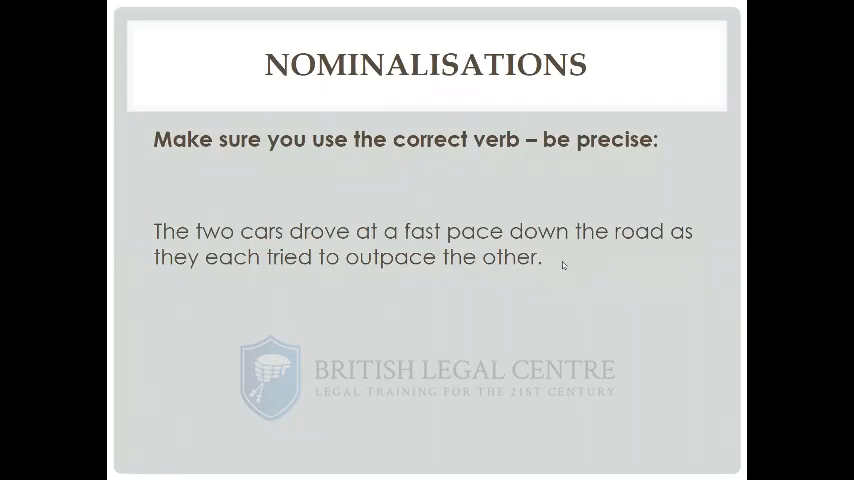 NOMINALISATIONS
Make sure you use the correct verb – be precise:
The two cars drove at a fast pace down the road as
they each tried to outpace the other.
BRITISH LEGAL CENTRE
LEGAL TRAINING FOR THE 21ST CENTURY